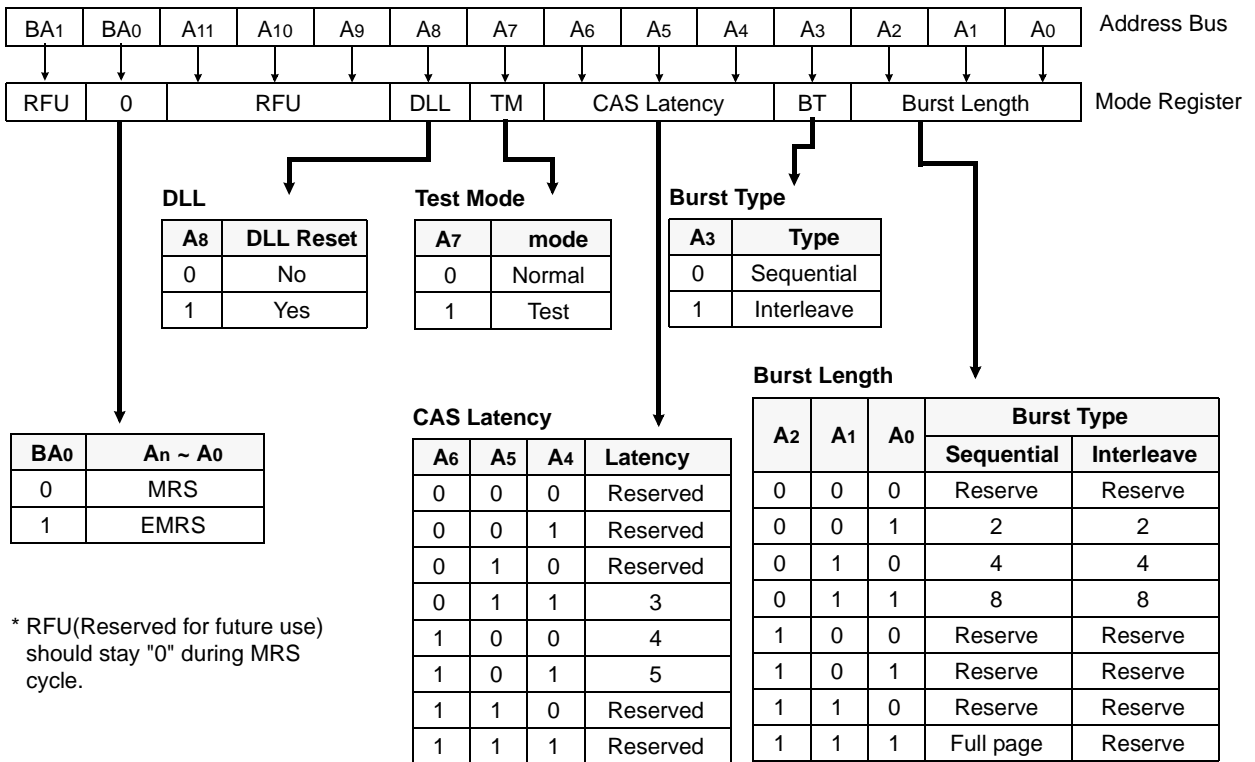 BA1 BA0 A11 A10 A9 A8 A7 A6 A5 A4 A3 A2 A1 A0 Address Bus
RFU 0 RFU DLL TM CAS Latency BT Burst Length Mode Register
DLL
A8 DLL Reset
0 No
1 Yes
Test Mode
A7 mode
0 Normal
1 Test
Burst Type
A3 Type
0 Sequential
1 Interleave
BA0 An ~ A0
0 MRS
1 EMRS
* RFU(Reserved for future use)
should stay "0" during MRS
cycle.
CAS Latency
A6 A5 A4 Latency
0 0 0 Reserved
0 0 1 Reserved
0 1 0 Reserved
0 1 1 3
1 0 0 4
1 0 1 5
1 1 0 Reserved
1 1 1 Reserved
Burst Length
A2 A1 A0 Burst Type
Sequential Interleave
0 0 0 Reserve Reserve
0 0 1 2 2
0 1 0 4 4
0 1 1 8 8
1 0 0 Reserve Reserve
1 0 1 Reserve Reserve
1 1 0 Reserve Reserve
1 1 1 Full page Reserve